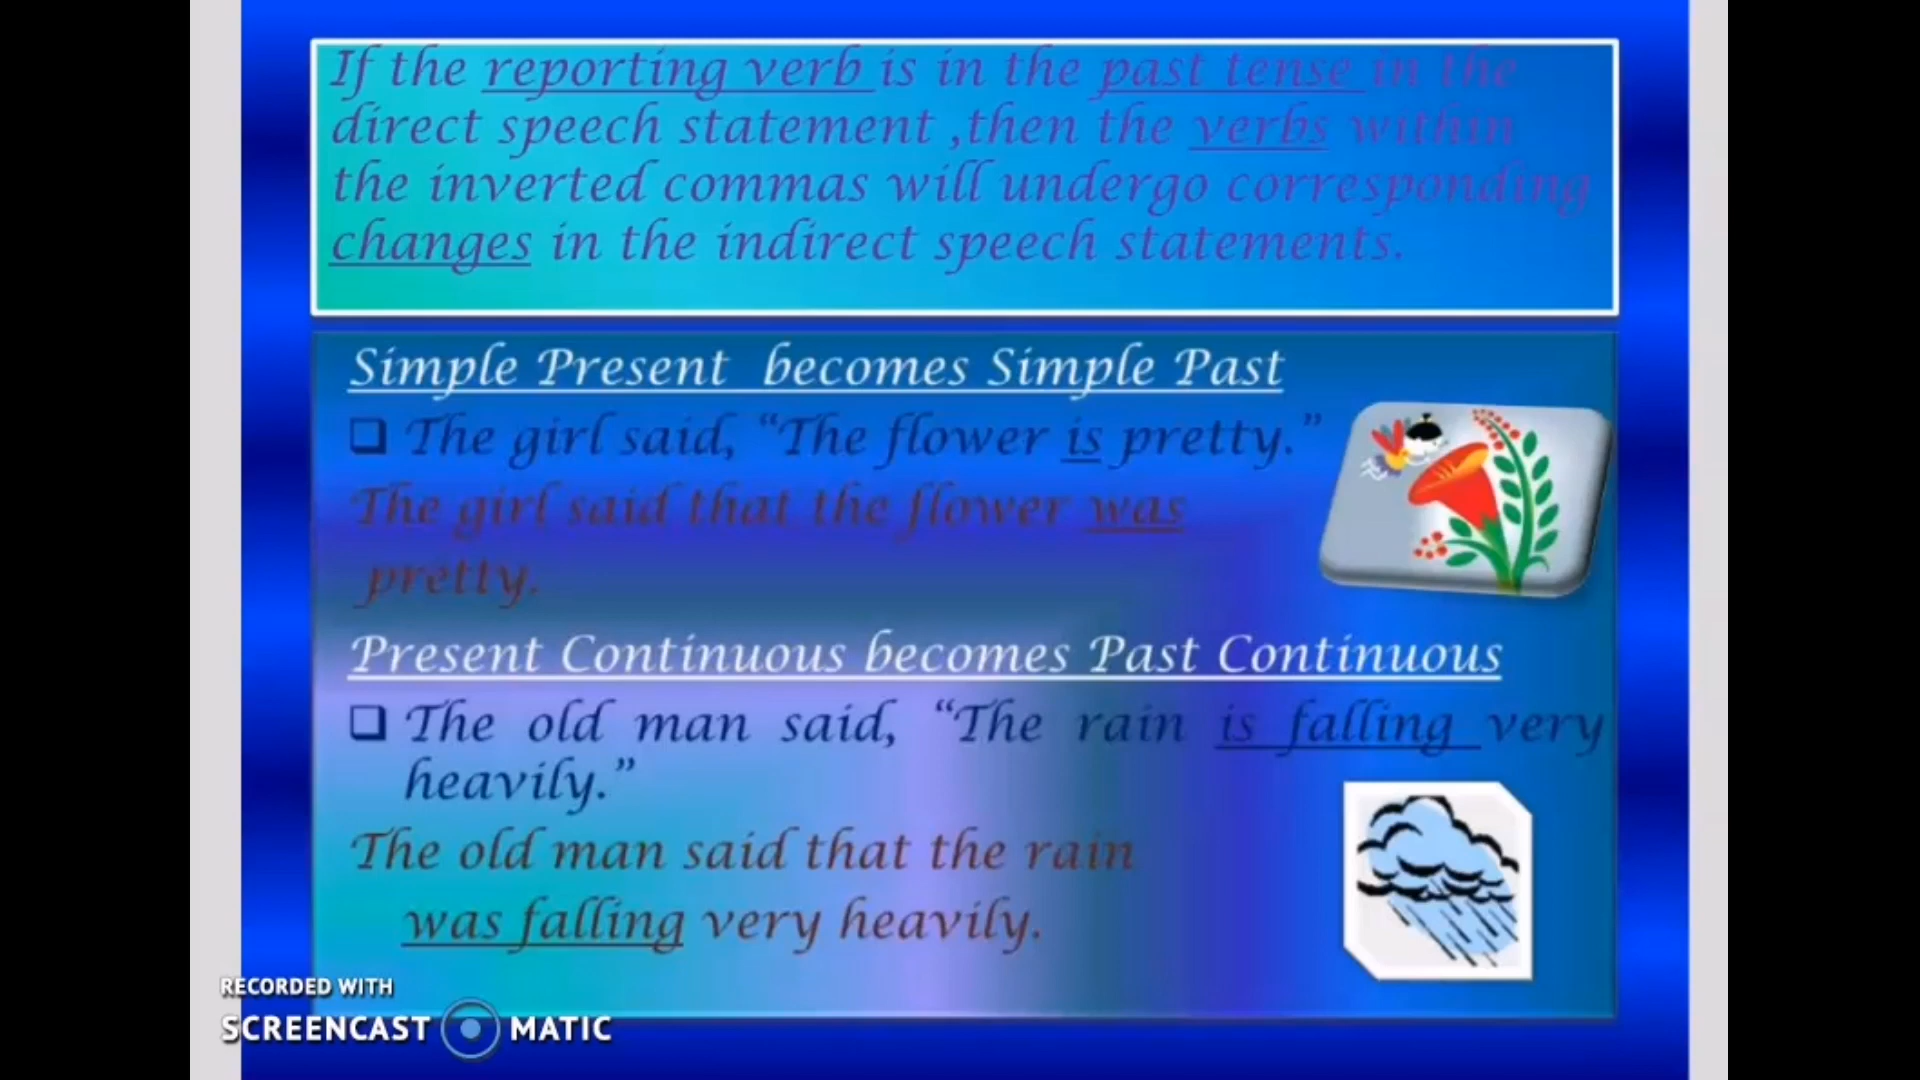 If the reporting verb is in the past tense in the
direct speech statement ,then the verbs within
the inverted commas will undergo corresponding
changes in the indirect speech statements.
Simple Present becomes Simple Past
❑ The girl said, “The flower is pretty.”
The girl said that the flower was
pretty.
Present Continuous becomes Past Continuous
❑ The old man said, “The rain is falling very
heavily.”
The old man said that the rain
was falling very heavily.
RECORDED WITH
SCREENCAST MATIC